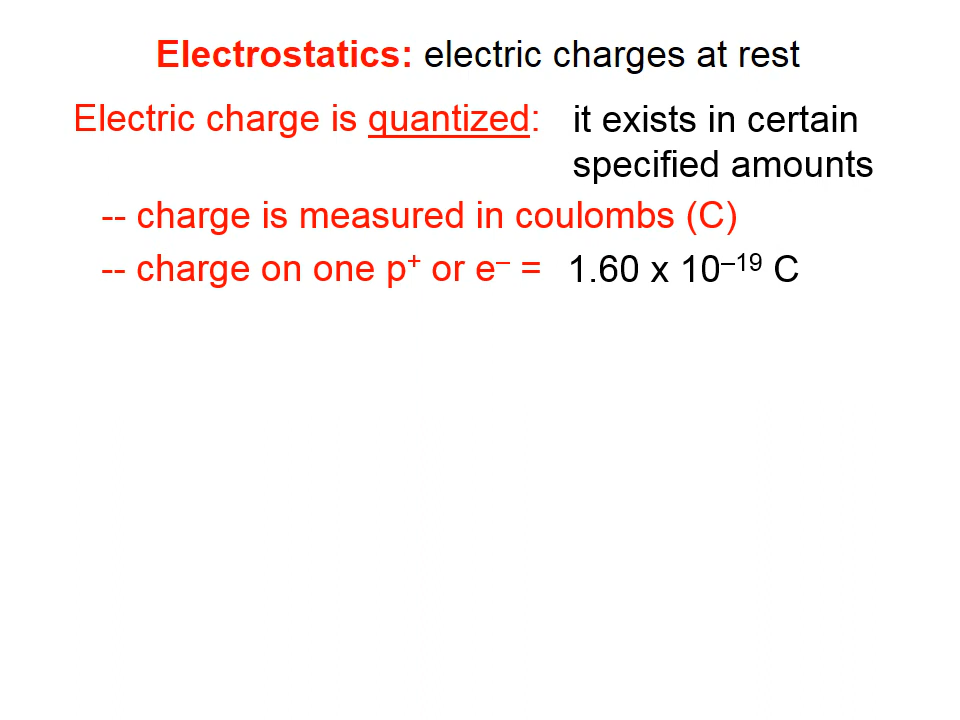 Electrostatics: electric charges at rest
Electric charge is quantized: it exists in certain
specified amounts
-- charge is measured in coulombs (C)
-- charge on one p⁺ or e⁻ = 1.60 x 10⁻¹⁹ C